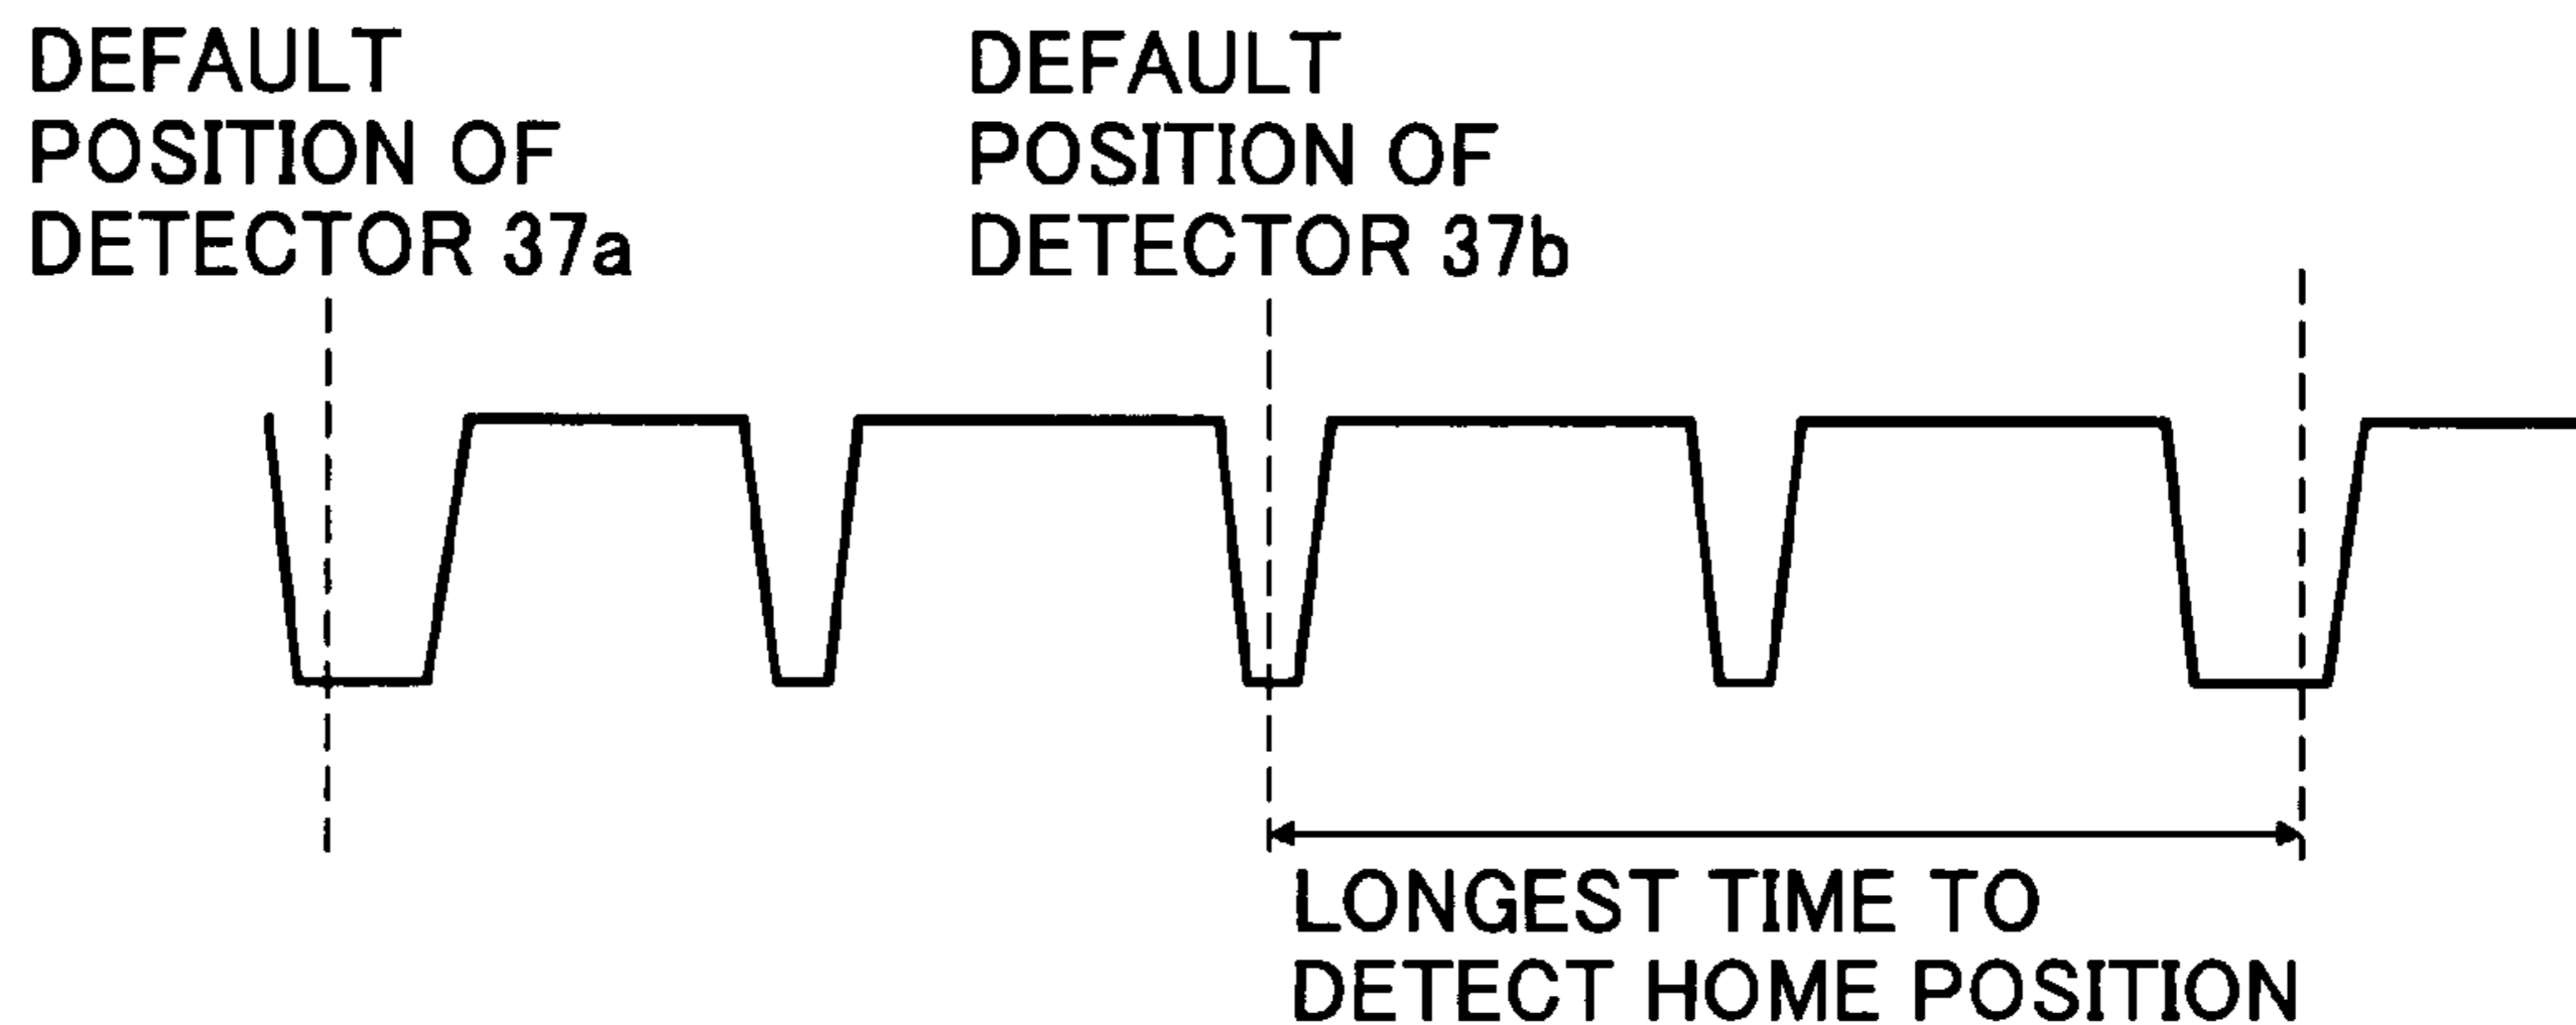 DEFAULT
POSITION OF
DETECTOR 37a
DEFAULT
POSITION OF
DETECTOR 37b
LONGEST TIME TO
DETECT HOME POSITION